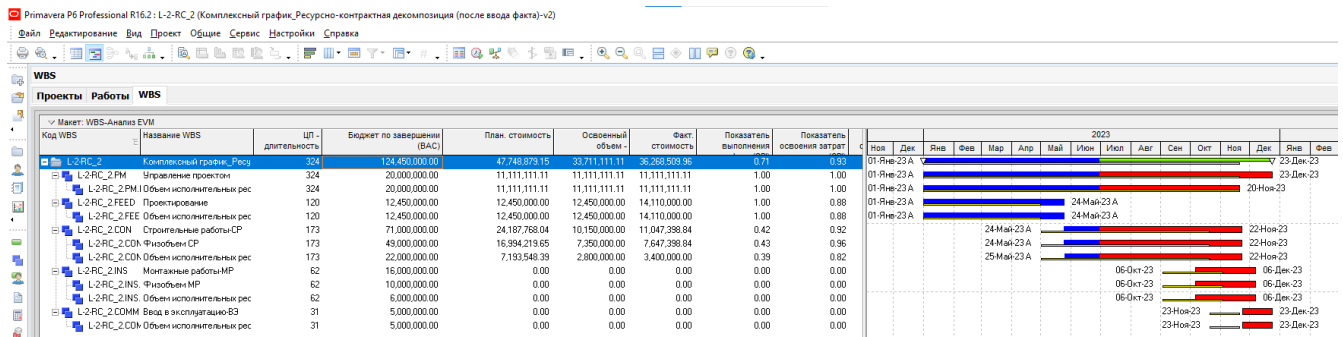 Primavera P6 Professional R16.2 : L-2-RC_2 (Комплексный график_Ресурсно-контрактная декомпозиция (после ввода факта)-v2)
Файл Редактирование Вид Проект Общие Сервис Настройки Справка
WBS
Проекты Работы WBS
Макет: WBS-Анализ EVM
Код WBS Название WBS ЦП - длительность Бюджет по завершении (BAC) План. стоимость Освоенный объем - Факт. стоимость Показатель выполнения Показатель освоения затрат
2023
Ноя Дек Янв Фев Мар Апр Май Июн Июл Авг Сен Окт Ноя Дек Янв Фев
L-2-RC_2 Комплексный график_Ресу 324 124,450,000.00 47,748,879.15 33,711,111.11 36,268,509.96 0.71 0.93 01-Янв-23 A 23-Дек-23
L-2-RC_2.PM Управление проектом 324 20,000,000.00 11,111,111.11 11,111,111.11 11,111,111.11 1.00 1.00 01-Янв-23 A 23-Дек-23
L-2-RC_2.PM.I Объем исполнительных рес 324 20,000,000.00 11,111,111.11 11,111,111.11 11,111,111.11 1.00 1.00 01-Янв-23 A 20-Ноя-23
L-2-RC_2.FEED Проектирование 120 12,450,000.00 12,450,000.00 12,450,000.00 14,110,000.00 1.00 0.88 01-Янв-23 A 24-Май-23 A
L-2-RC_2.FEE Объем исполнительных рес 120 12,450,000.00 12,450,000.00 12,450,000.00 14,110,000.00 1.00 0.88 01-Янв-23 A 24-Май-23 A
L-2-RC_2.CON Строительные работы-СР 173 71,000,000.00 24,187,768.04 10,150,000.00 11,047,398.84 0.42 0.92 24-Май-23 A 22-Ноя-23
L-2-RC_2.CON Физобъем СР 173 49,000,000.00 16,994,219.65 7,350,000.00 7,647,398.84 0.43 0.96 24-Май-23 A 22-Ноя-23
L-2-RC_2.CON Объем исполнительных рес 173 22,000,000.00 7,193,548.39 2,800,000.00 3,400,000.00 0.39 0.82 25-Май-23 A 22-Ноя-23
L-2-RC_2.INS Монтажные работы-МР 62 16,000,000.00 0.00 0.00 0.00 0.00 0.00 06-Окт-23 06-Дек-23
L-2-RC_2.INS. Физобъем МР 62 10,000,000.00 0.00 0.00 0.00 0.00 0.00 06-Окт-23 06-Дек-23
L-2-RC_2.INS. Объем исполнительных рес 62 6,000,000.00 0.00 0.00 0.00 0.00 0.00 06-Окт-23 06-Дек-23
L-2-RC_2.COMM Ввод в эксплуатацию-ВЭ 31 5,000,000.00 0.00 0.00 0.00 0.00 0.00 23-Ноя-23 23-Дек-23
L-2-RC_2.COM Объем исполнительных рес 31 5,000,000.00 0.00 0.00 0.00 0.00 0.00 23-Ноя-23 23-Дек-23